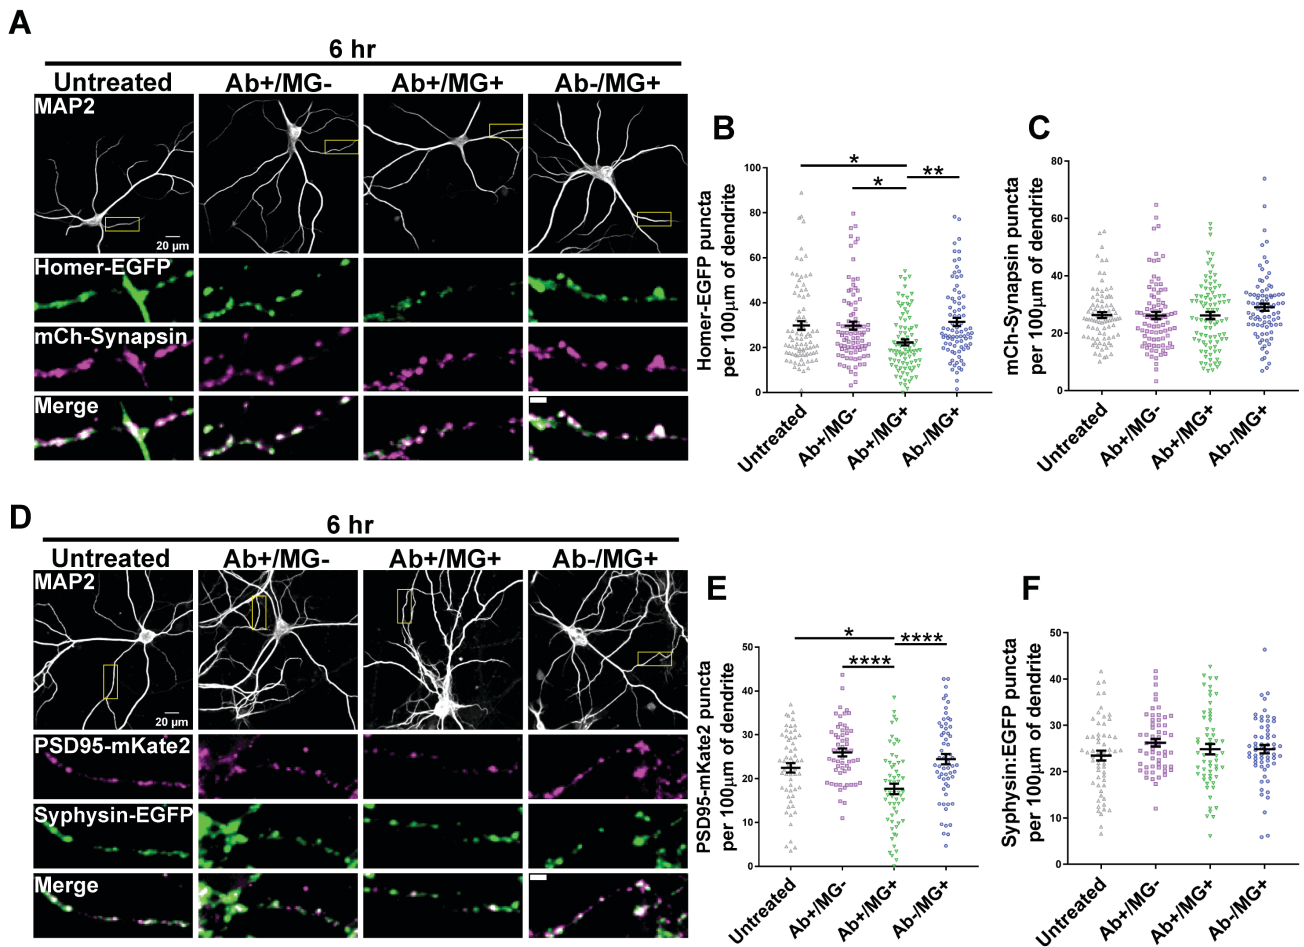 A
6 hr
Untreated Ab+/MG- Ab+/MG+ Ab-/MG+
MAP2
20 µm
Homer-EGFP
mCh-Synapsin
Merge
B
* 
* **
Homer-EGFP puncta
per 100µm of dendrite
100
80
60
40
20
0
Untreated
Ab+/MG-
Ab+/MG+
Ab-/MG+
C
mCh-Synapsin puncta
per 100µm of dendrite
80
60
40
20
0
Untreated
Ab+/MG-
Ab+/MG+
Ab-/MG+
D
6 hr
Untreated Ab+/MG- Ab+/MG+ Ab-/MG+
MAP2
20 µm
PSD95-mKate2
Syphysin-EGFP
Merge
E
* ****
****
PSD95-mKate2 puncta
per 100µm of dendrite
50
40
30
20
10
0
Untreated
Ab+/MG-
Ab+/MG+
Ab-/MG+
F
Syphysin:EGFP puncta
per 100µm of dendrite
50
40
30
20
10
0
Untreated
Ab+/MG-
Ab+/MG+
Ab-/MG+